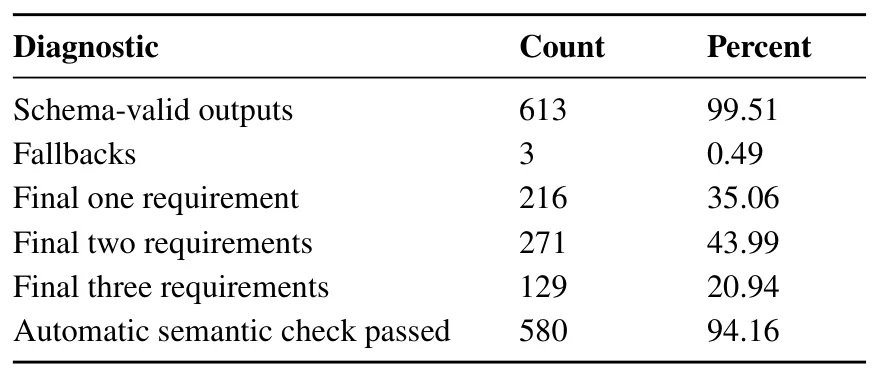 Diagnostic Count Percent
Schema-valid outputs 613 99.51
Fallbacks 3 0.49
Final one requirement 216 35.06
Final two requirements 271 43.99
Final three requirements 129 20.94
Automatic semantic check passed 580 94.16